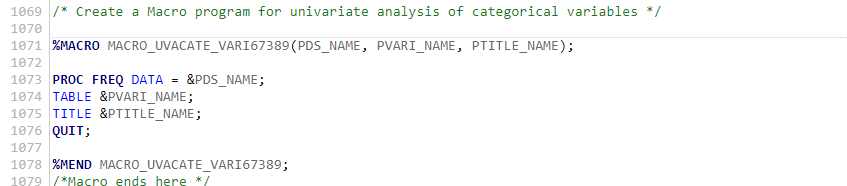 1069 /* Create a Macro program for univariate analysis of categorical variables */
1070
1071 %MACRO MACRO_UVACATE_VARI67389(PDS_NAME, PVARI_NAME, PTITLE_NAME);
1072
1073 PROC FREQ DATA = &PDS_NAME;
1074 TABLE &PVARI_NAME;
1075 TITLE &PTITLE_NAME;
1076 QUIT;
1077
1078 %MEND MACRO_UVACATE_VARI67389;
1079 /*Macro ends here */